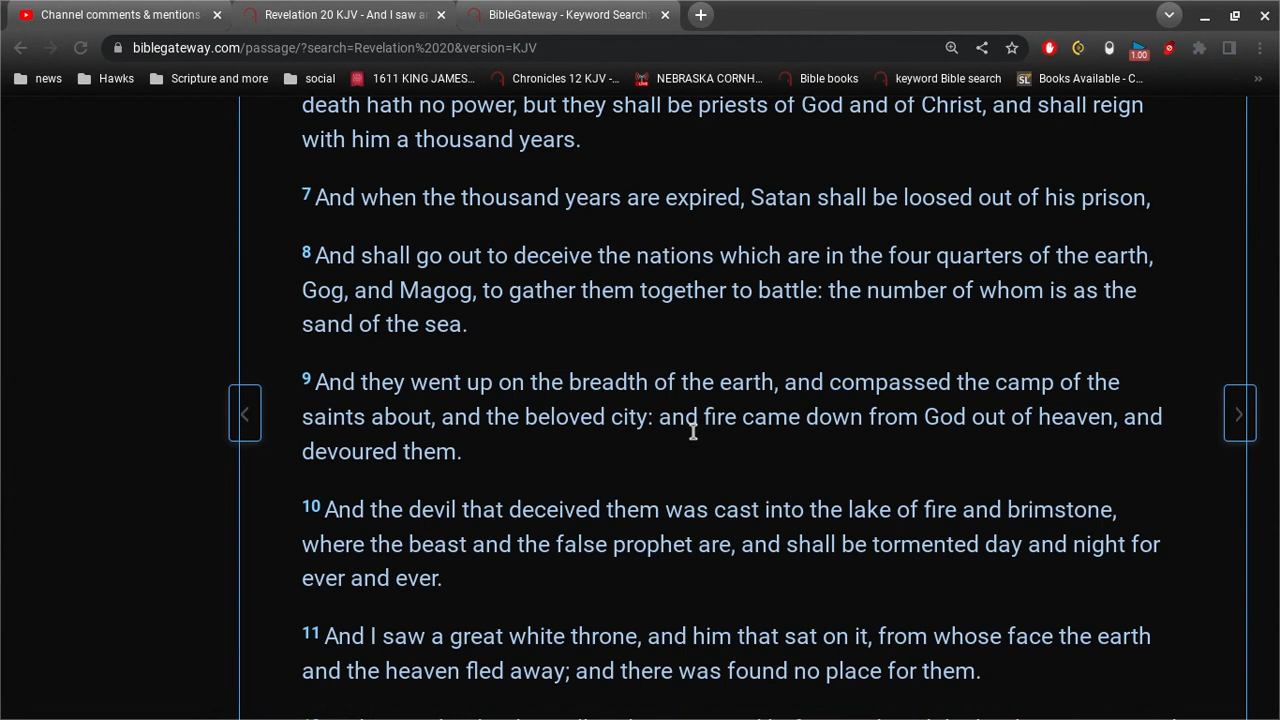 Channel comments & mentions
Revelation 20 KJV - And I saw an
BibleGateway - Keyword Search:
biblegateway.com/passage/?search=Revelation%2020&version=KJV
1.00
news
Hawks
Scripture and more
social
1611 KING JAMES...
Chronicles 12 KJV -...
NEBRASKA CORNH...
Bible books
keyword Bible search
SL
Books Available - C...
death hath no power, but they shall be priests of God and of Christ, and shall reign
with him a thousand years.
7 And when the thousand years are expired, Satan shall be loosed out of his prison,
8 And shall go out to deceive the nations which are in the four quarters of the earth,
Gog, and Magog, to gather them together to battle: the number of whom is as the
sand of the sea.
9 And they went up on the breadth of the earth, and compassed the camp of the
saints about, and the beloved city: and fire came down from God out of heaven, and
devoured them.
10 And the devil that deceived them was cast into the lake of fire and brimstone,
where the beast and the false prophet are, and shall be tormented day and night for
ever and ever.
11 And I saw a great white throne, and him that sat on it, from whose face the earth
and the heaven fled away; and there was found no place for them.